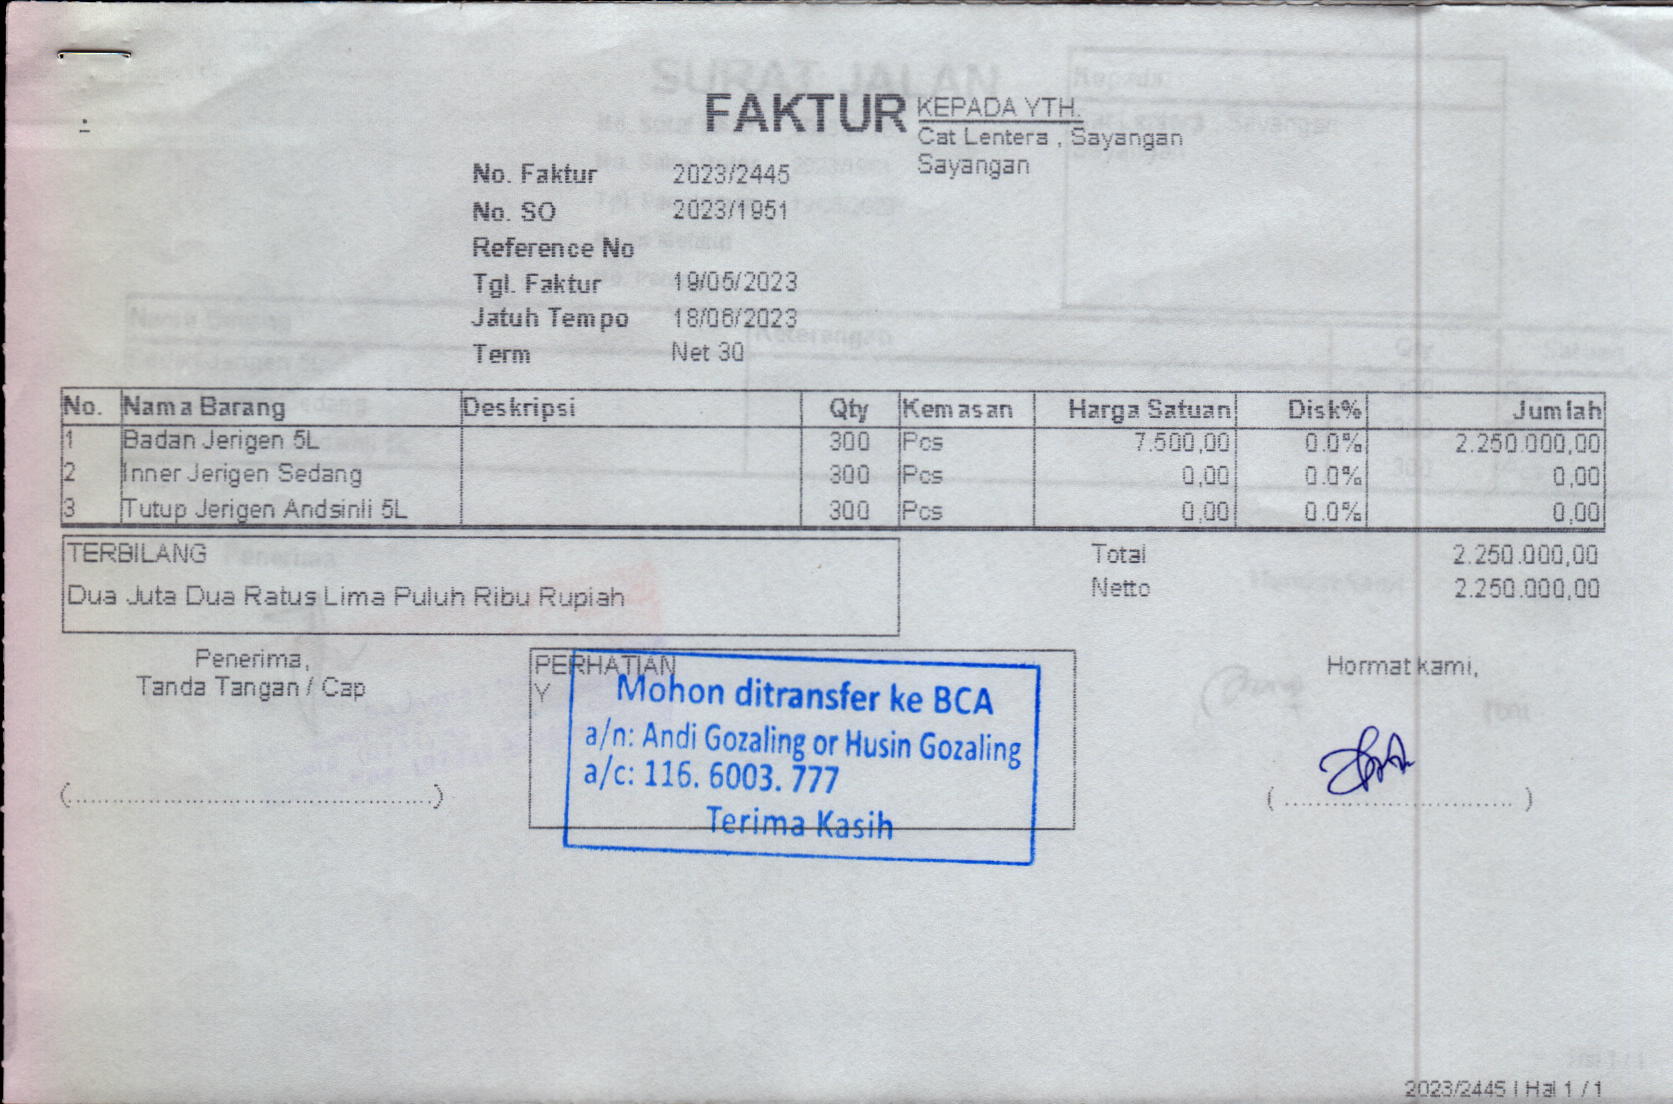 FAKTUR
KEPADA YTH.
Cat Lentera , Sayangan
Sayangan
No. Faktur 2023/2445
No. SO 2023/1951
Reference No
Tgl. Faktur 19/05/2023
Jatuh Tempo 18/06/2023
Term Net 30
No. Nama Barang Deskripsi Qty Kemasan Harga Satuan Disk% Jumlah
1 Badan Jerigen 5L 300 Pcs 7.500,00 0.0% 2.250.000,00
2 Inner Jerigen Sedang 300 Pcs 0,00 0.0% 0,00
3 Tutup Jerigen Andsinli 5L 300 Pcs 0,00 0.0% 0,00
TERBILANG
Dua Juta Dua Ratus Lima Puluh Ribu Rupiah
Total 2.250.000,00
Netto 2.250.000,00
Penerima,
Tanda Tangan / Cap
(..................................................)
PERHATIAN
Y
Mohon ditransfer ke BCA
a/n: Andi Gozaling or Husin Gozaling
a/c: 116. 6003. 777
Terima Kasih
Hormat kami,
( ................................ )
2023/2445 | Hal 1 / 1
SURAT JALAN
Kepada